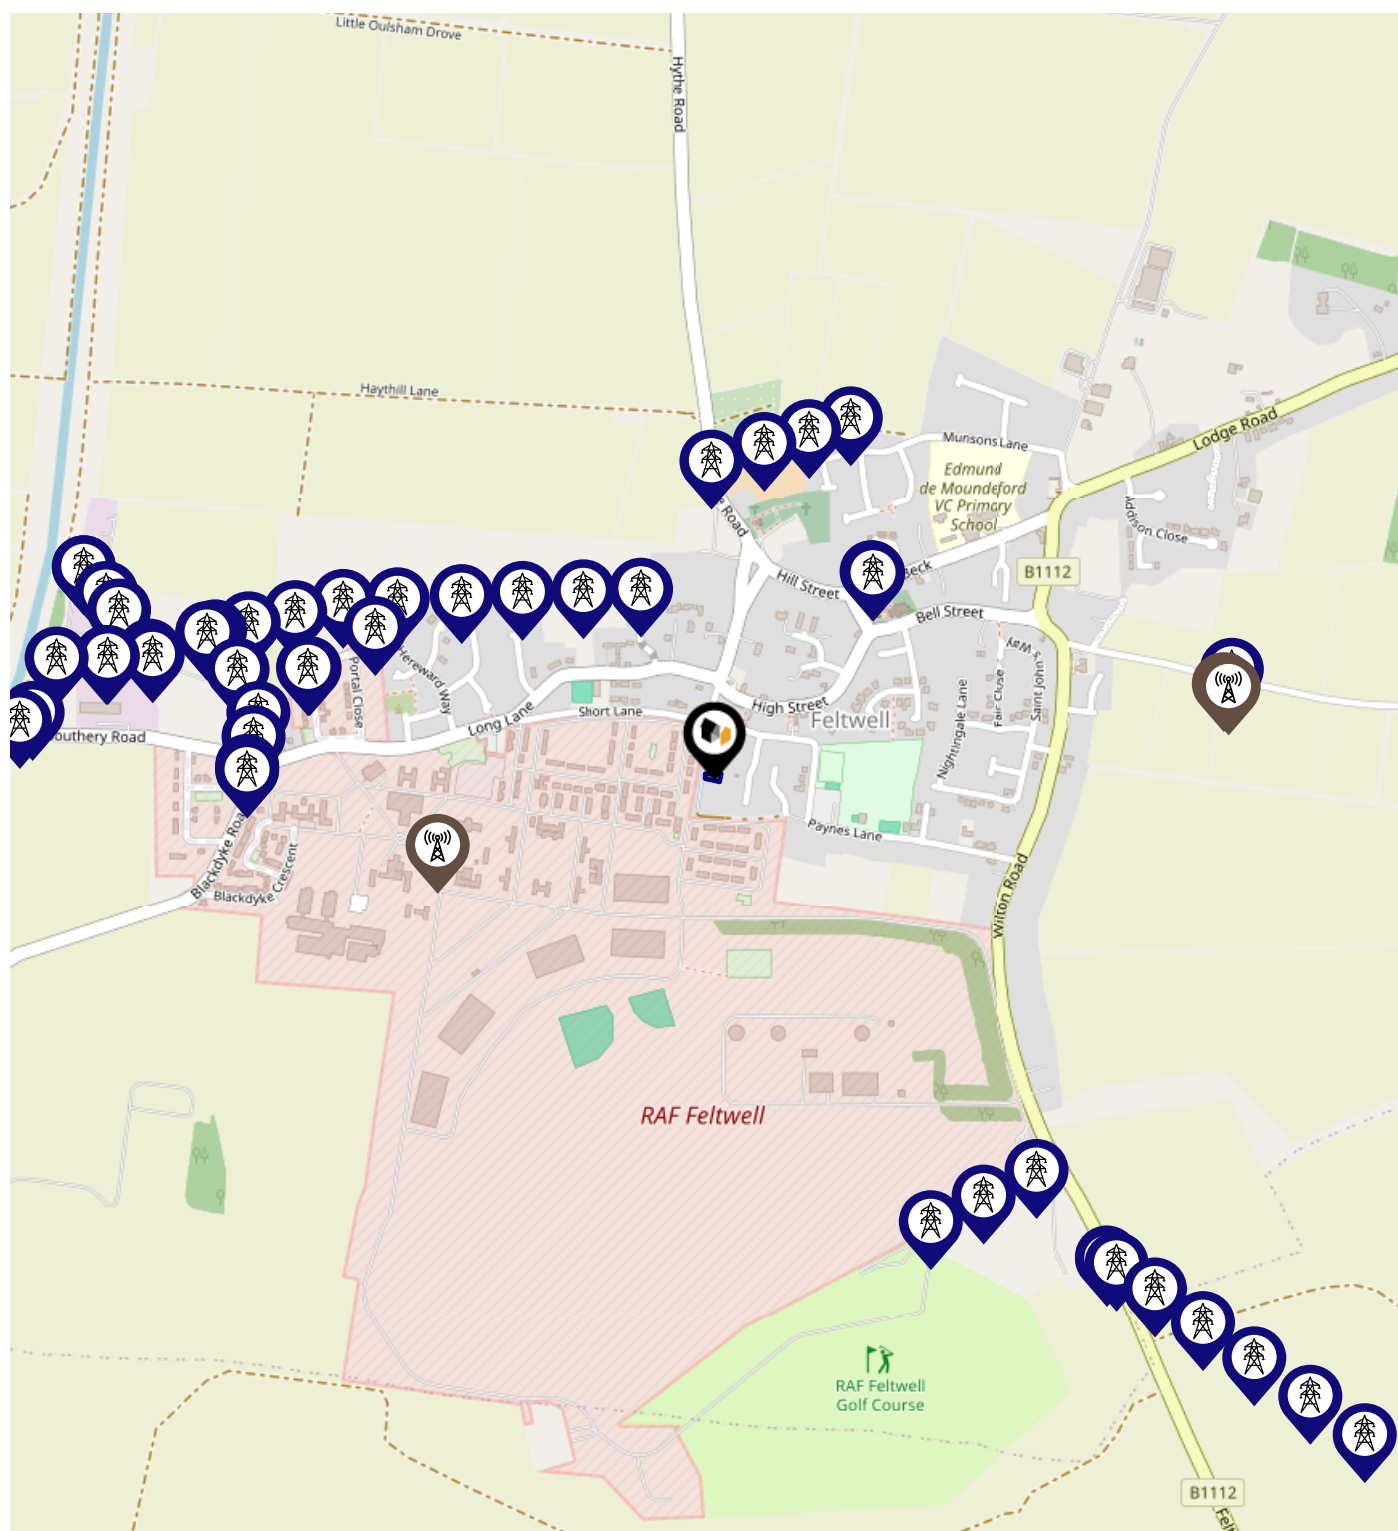 Little Oulsham Drove
Hythe Road
Haythill Lane
Munsons Lane
Lodge Road
Edmund
de Moundeford
VC Primary
School
Addison Close
Road
B1112
Hill Street
Beck
Bell Street
Hereward Way
Portal Close
Long Lane
Short Lane
High Street
Feltwell
Nightingale Lane
Fair Close
Saint John's Way
outhery Road
Paynes Lane
Blackdyke Roa
Blackdyke Crescent
Wilton Road
RAF Feltwell
RAF Feltwell
Golf Course
B1112
Felt